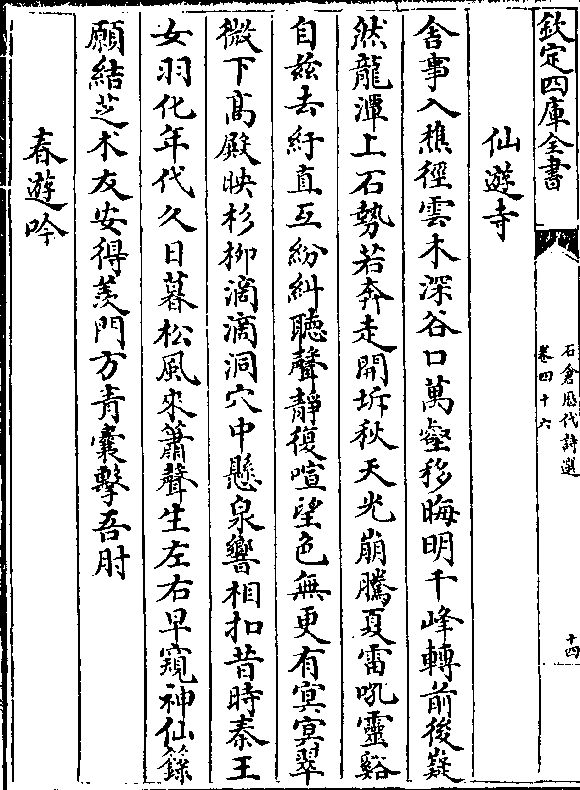 欽定四庫全書
石倉歷代詩選
卷四十六
十四
仙遊寺
舍事入樵徑雲木深谷口萬壑移晦明千峰轉前後嶷
然龍潭上石勢若奔走開坼秋天光崩騰夏雷吼靈谿
自兹去紆直互紛糾聽聲静復喧望色無更有冥冥翠
微下髙殿映杉栁滴滴洞穴中懸泉響相扣昔時秦王
女羽化年代久日暮松風來簫聲生左右早窺神仙籙
願結芝术友安得羡門方青囊繫吾肘
春遊吟